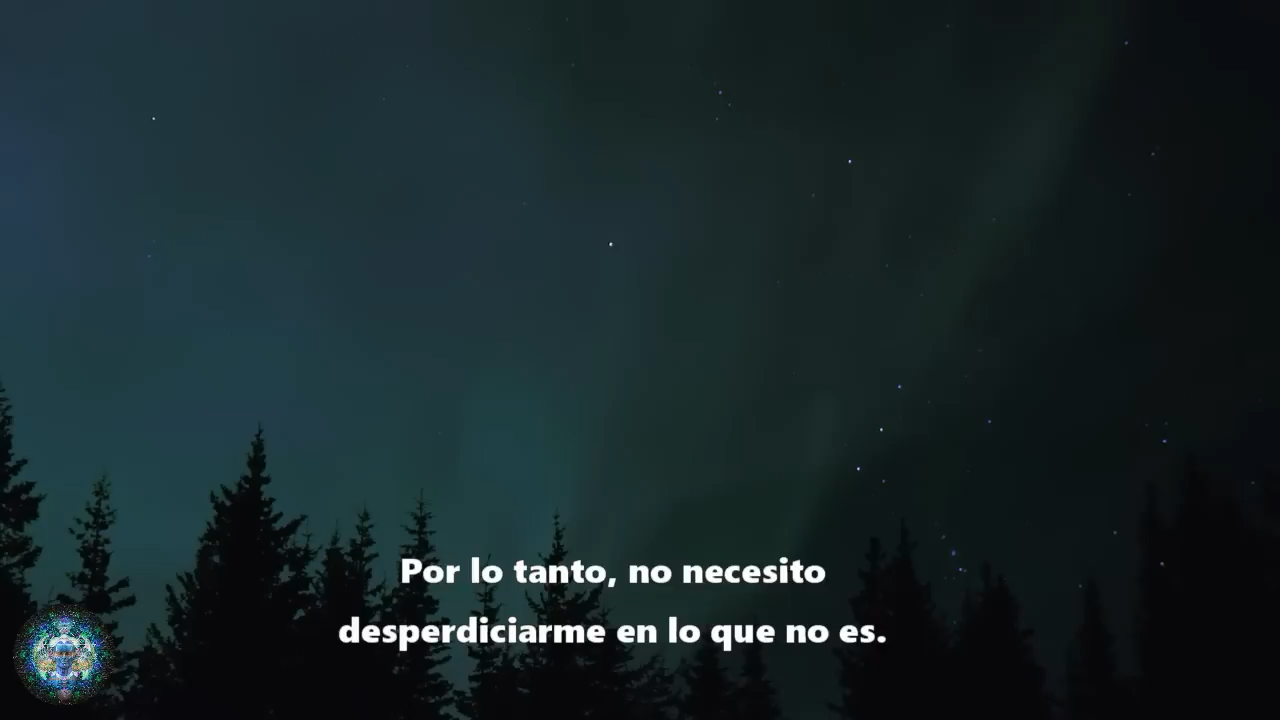 Por lo tanto, no necesito
desperdiciarme en lo que no es.